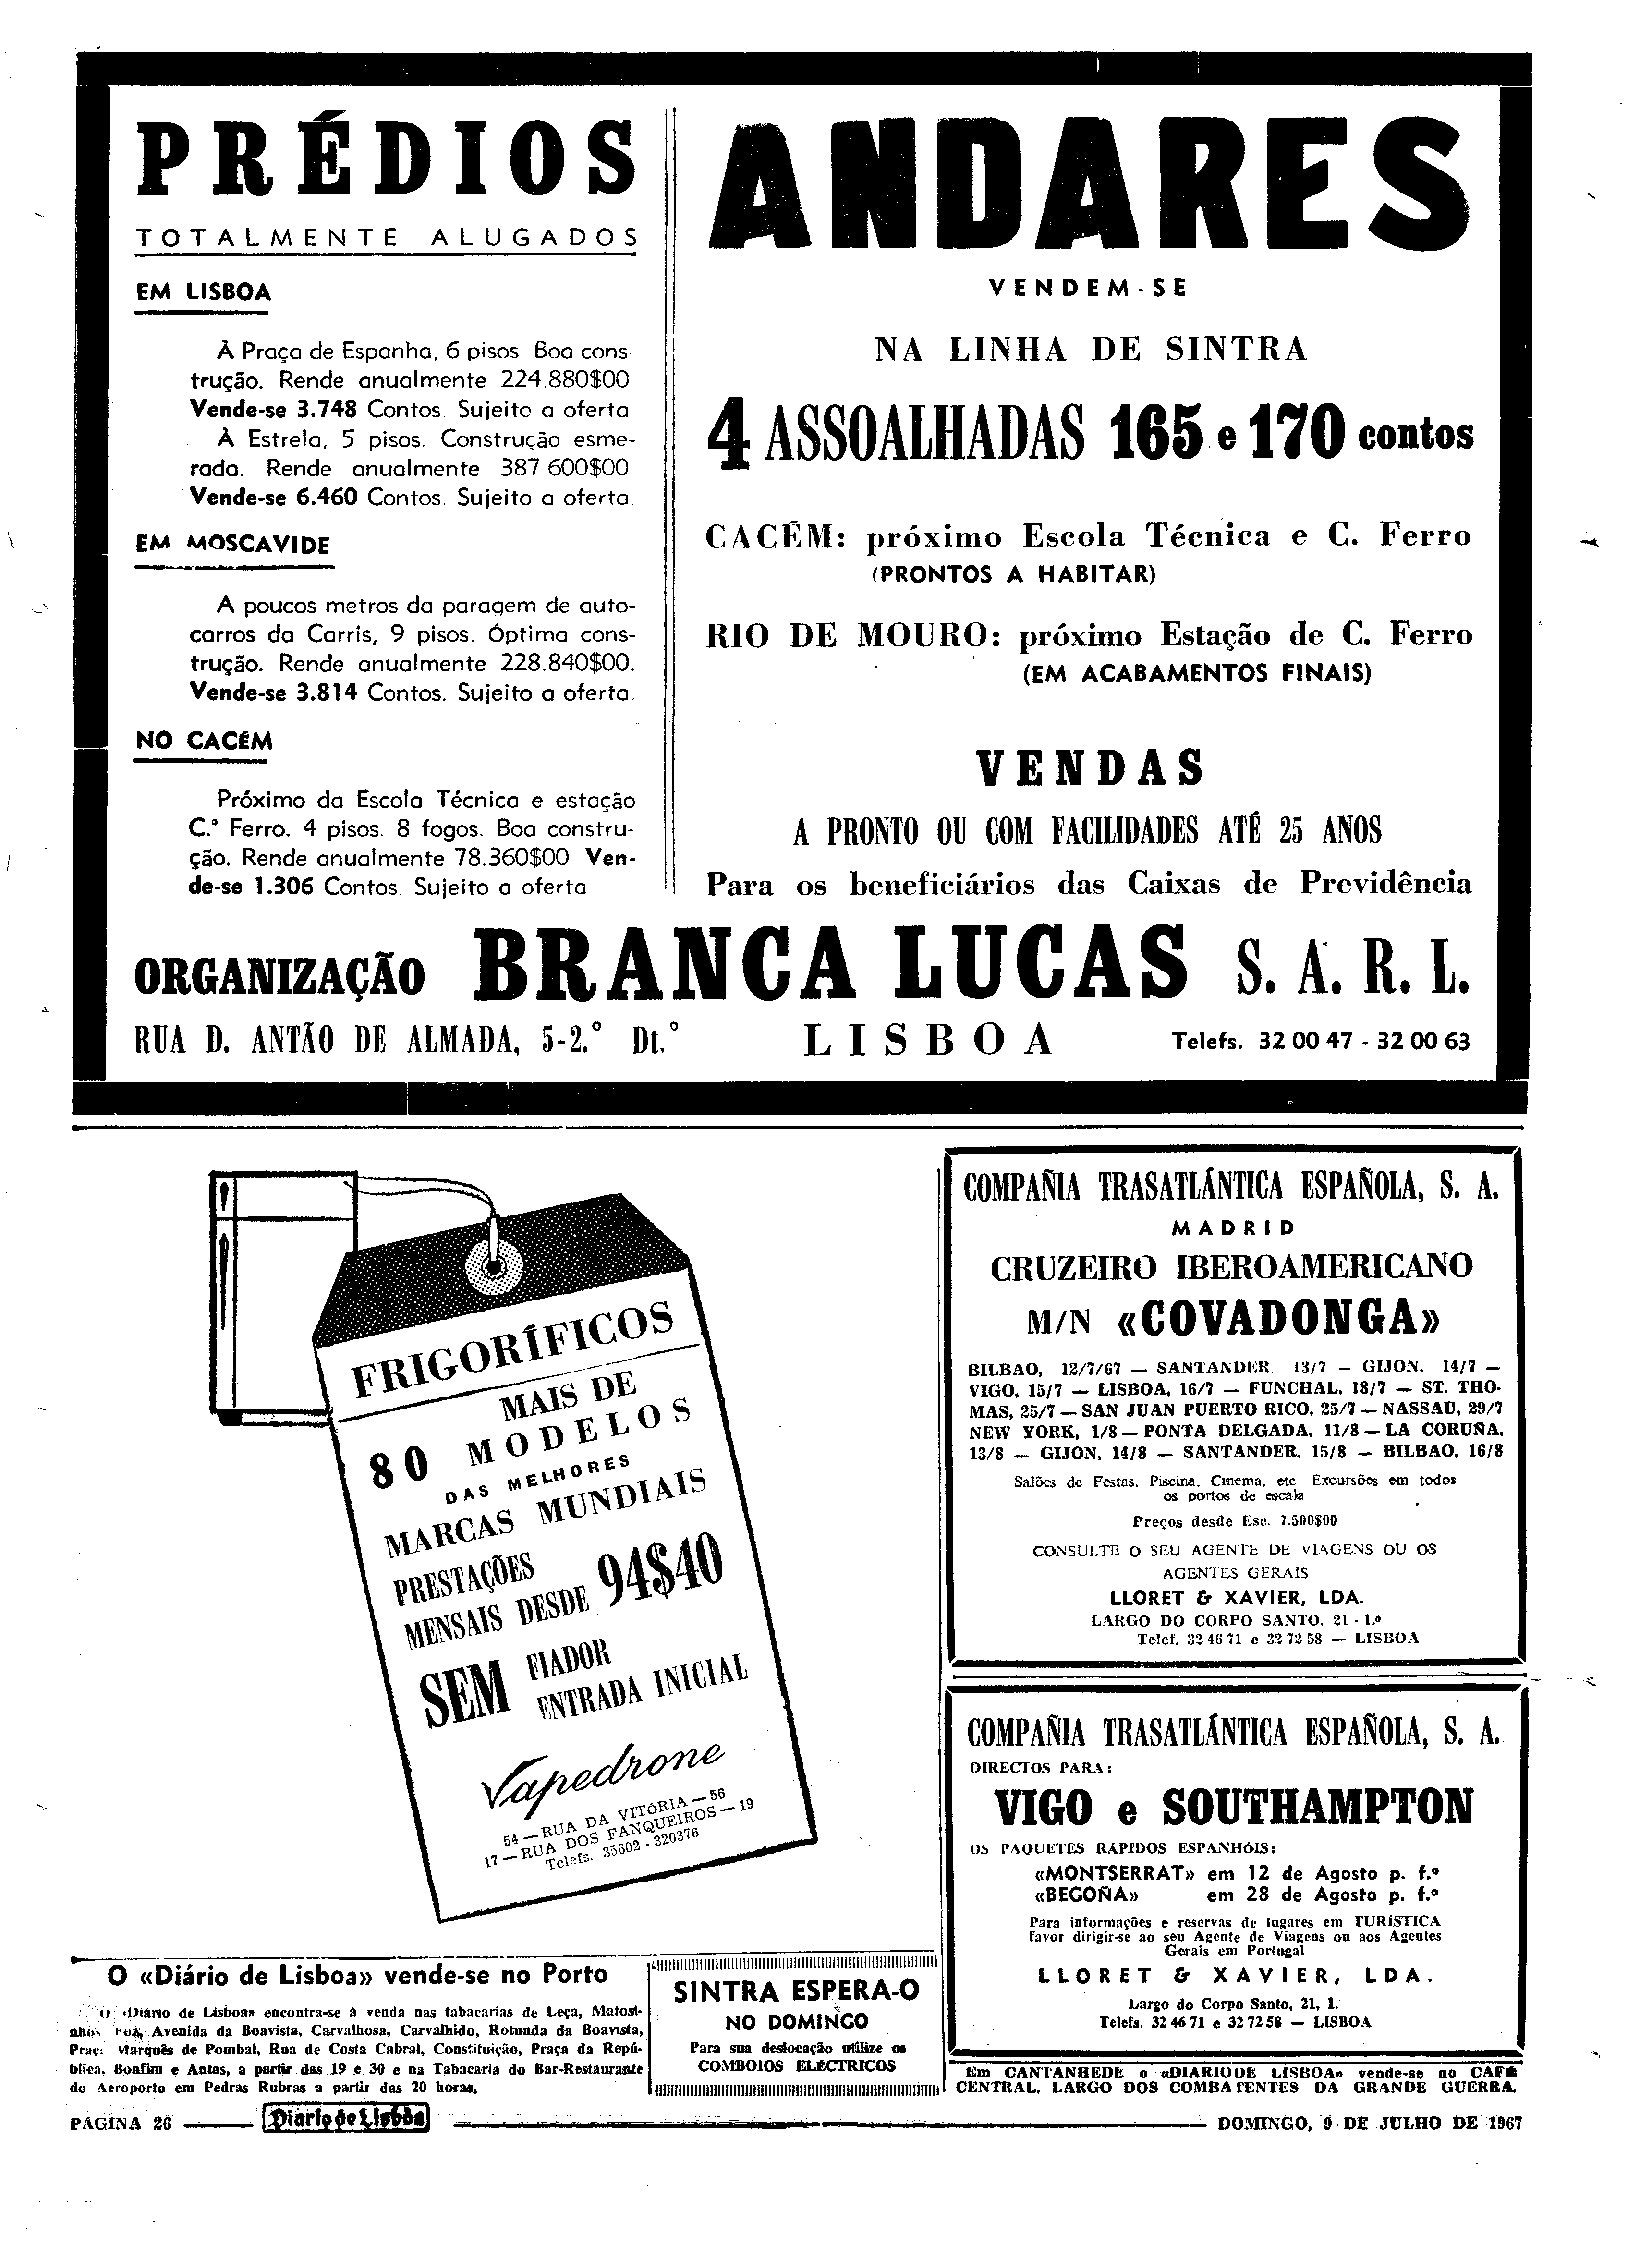 PRÉDIOS
TOTALMENTE ALUGADOS
EM LISBOA
À Praça de Espanha, 6 pisos Boa cons-
trução. Rende anualmente 224.880$00
Vende-se 3.748 Contos. Sujeito a oferta
À Estrela, 5 pisos. Construção esme-
rada. Rende anualmente 387 600$00
Vende-se 6.460 Contos. Sujeito a oferta.
EM MOSCAVIDE
A poucos metros da paragem de auto-
carros da Carris, 9 pisos. Óptima cons-
trução. Rende anualmente 228.840$00.
Vende-se 3.814 Contos. Sujeito a oferta.
NO CACÉM
Próximo da Escola Técnica e estação
C.ª Ferro. 4 pisos. 8 fogos. Boa constru-
ção. Rende anualmente 78.360$00 Ven-
de-se 1.306 Contos. Sujeito a oferta
ANDARES
VENDEM-SE
NA LINHA DE SINTRA
4 ASSOALHADAS 165 e 170 contos
CACÉM: próximo Escola Técnica e C. Ferro
(PRONTOS A HABITAR)
RIO DE MOURO: próximo Estação de C. Ferro
(EM ACABAMENTOS FINAIS)
VENDAS
A PRONTO OU COM FACILIDADES ATÉ 25 ANOS
Para os beneficiários das Caixas de Previdência
ORGANIZAÇÃO BRANCA LUCAS S. A. R. L.
RUA D. ANTÃO DE ALMADA, 5-2.° Dt.° LISBOA Telefs. 32 00 47 - 32 00 63
FRIGORÍFICOS
MAIS DE
80 MODELOS
DAS MELHORES
MARCAS MUNDIAIS
PRESTAÇÕES
MENSAIS DESDE 94$40
SEM FIADOR
ENTRADA INICIAL
Vapedrone
54 — RUA DA VITÓRIA — 56
17 — RUA DOS FANQUEIROS — 19
Telefs. 35602 - 320376
COMPAÑIA TRASATLÁNTICA ESPAÑOLA, S. A.
MADRID
CRUZEIRO IBEROAMERICANO
M/N «COVADONGA»
BILBAO, 12/7/67 — SANTANDER 13/7 — GIJON, 14/7 —
VIGO, 15/7 — LISBOA, 16/7 — FUNCHAL, 18/7 — ST. THO-
MAS, 25/7 — SAN JUAN PUERTO RICO, 25/7 — NASSAU, 29/7
NEW YORK, 1/8 — PONTA DELGADA, 11/8 — LA CORUÑA,
13/8 — GIJON, 14/8 — SANTANDER, 15/8 — BILBAO, 16/8
Salões de Festas, Piscina, Cinema, etc Excursões em todos
os portos de escala
Preços desde Esc. 7.500$00
CONSULTE O SEU AGENTE DE VIAGENS OU OS
AGENTES GERAIS
LLORET & XAVIER, LDA.
LARGO DO CORPO SANTO, 21 - 1.º
Telef. 32 46 71 e 32 72 58 — LISBOA
COMPAÑIA TRASATLÁNTICA ESPAÑOLA, S. A.
DIRECTOS PARA:
VIGO e SOUTHAMPTON
OS PAQUETES RÁPIDOS ESPANHÓIS:
«MONTSERRAT» em 12 de Agosto p. f.º
«BEGOÑA» em 28 de Agosto p. f.º
Para informações e reservas de lugares em TURÍSTICA
favor dirigir-se ao seu Agente de Viagens ou aos Agentes
Gerais em Portugal
LLORET & XAVIER, LDA.
Largo do Corpo Santo, 21, 1.
Telefs. 32 46 71 e 32 72 58 — LISBOA
O «Diário de Lisboa» vende-se no Porto
O «Diário de Lisboa» encontra-se à venda nas tabacarias de Leça, Matosi-
nhos, Foz, Avenida da Boavista, Carvalhosa, Carvalhido, Rotunda da Boavista,
Praç. Marquês de Pombal, Rua de Costa Cabral, Constituição, Praça da Repú-
blica, Bonfim e Antas, a partir das 19 e 30 e na Tabacaria do Bar-Restaurante
do Aeroporto em Pedras Rubras a partir das 20 horas.
SINTRA ESPERA-O
NO DOMINGO
Para sua deslocação utilize os
COMBOIOS ELÉCTRICOS
Em CANTANHEDE o «DIARIO DE LISBOA» vende-se no CAFÉ
CENTRAL, LARGO DOS COMBATENTES DA GRANDE GUERRA.
PÁGINA 26 Diario de Lisboa DOMINGO, 9 DE JULHO DE 1967